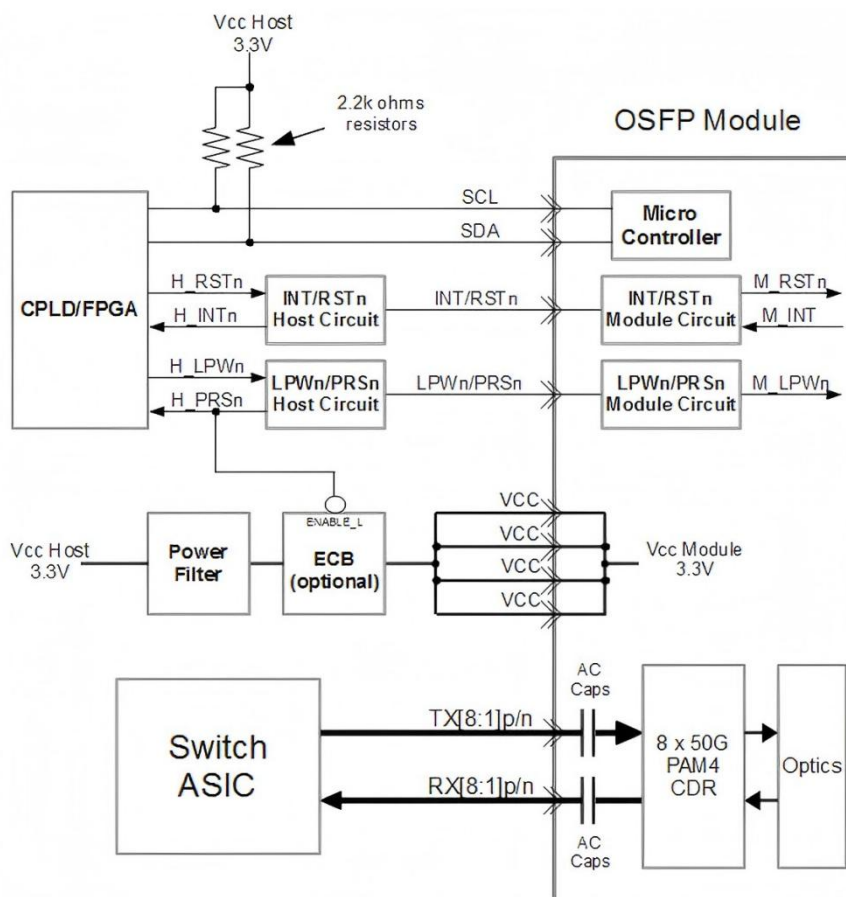 Vcc Host
3.3V
2.2k ohms
resistors
OSFP Module
SCL
SDA
Micro
Controller
CPLD/FPGA
H_RSTn
H_INTn
INT/RSTn
Host Circuit
INT/RSTn
INT/RSTn
Module Circuit
M_RSTn
M_INT
H_LPWn
H_PRSn
LPWn/PRSn
Host Circuit
LPWn/PRSn
LPWn/PRSn
Module Circuit
M_LPWn
Vcc Host
3.3V
Power
Filter
ENABLE_L
ECB
(optional)
VCC
VCC
VCC
VCC
Vcc Module
3.3V
Switch
ASIC
TX[8:1]p/n
RX[8:1]p/n
AC
Caps
AC
Caps
8 x 50G
PAM4
CDR
Optics